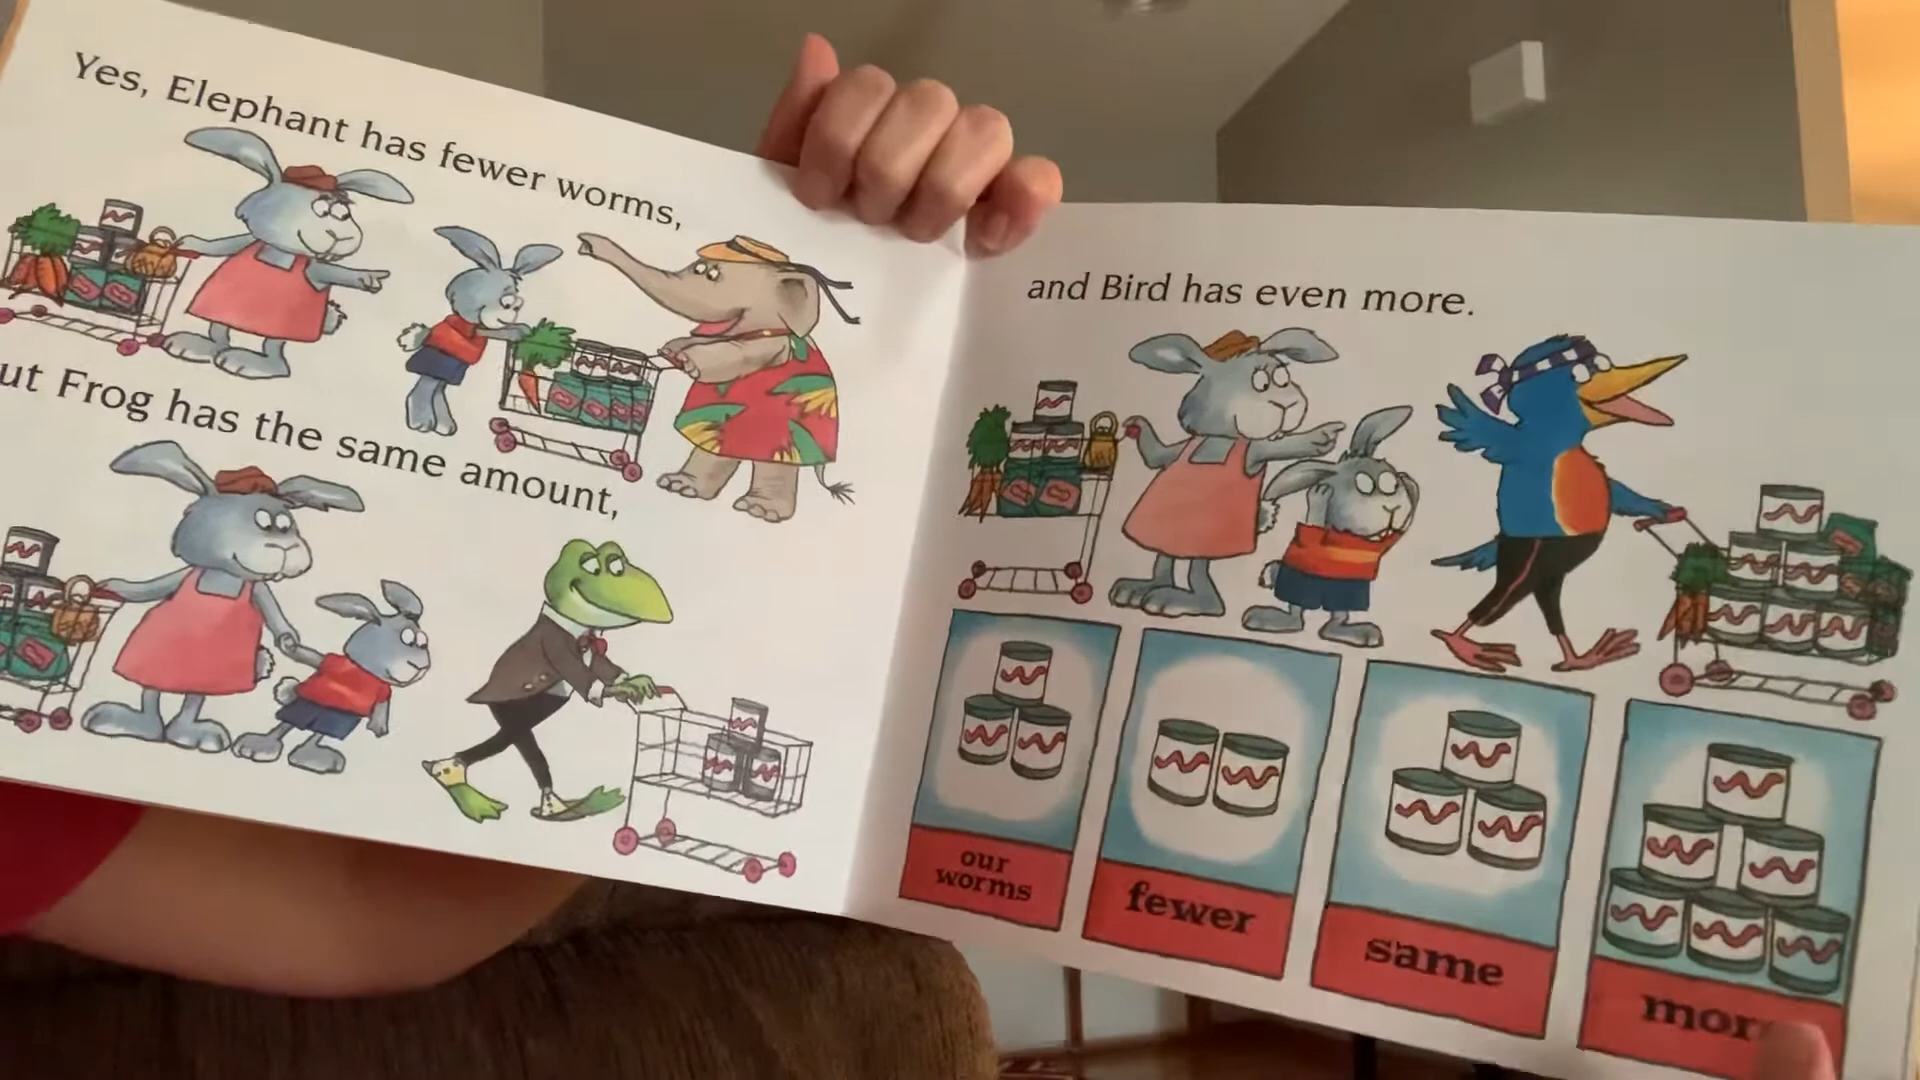 Yes, Elephant has fewer worms,
ut Frog has the same amount,
and Bird has even more.
our
worms
fewer
same
mor